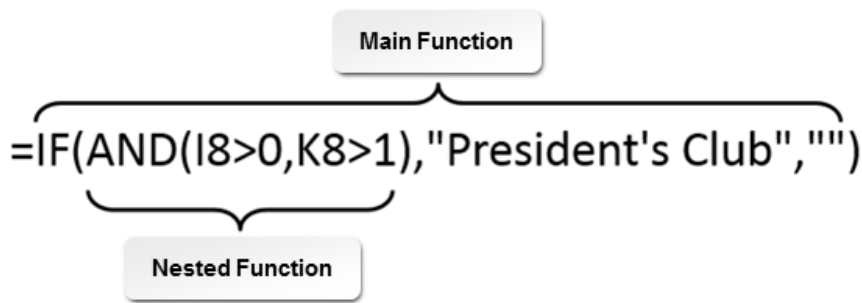 Main Function
=IF(AND(I8>0,K8>1),"President's Club","")
Nested Function